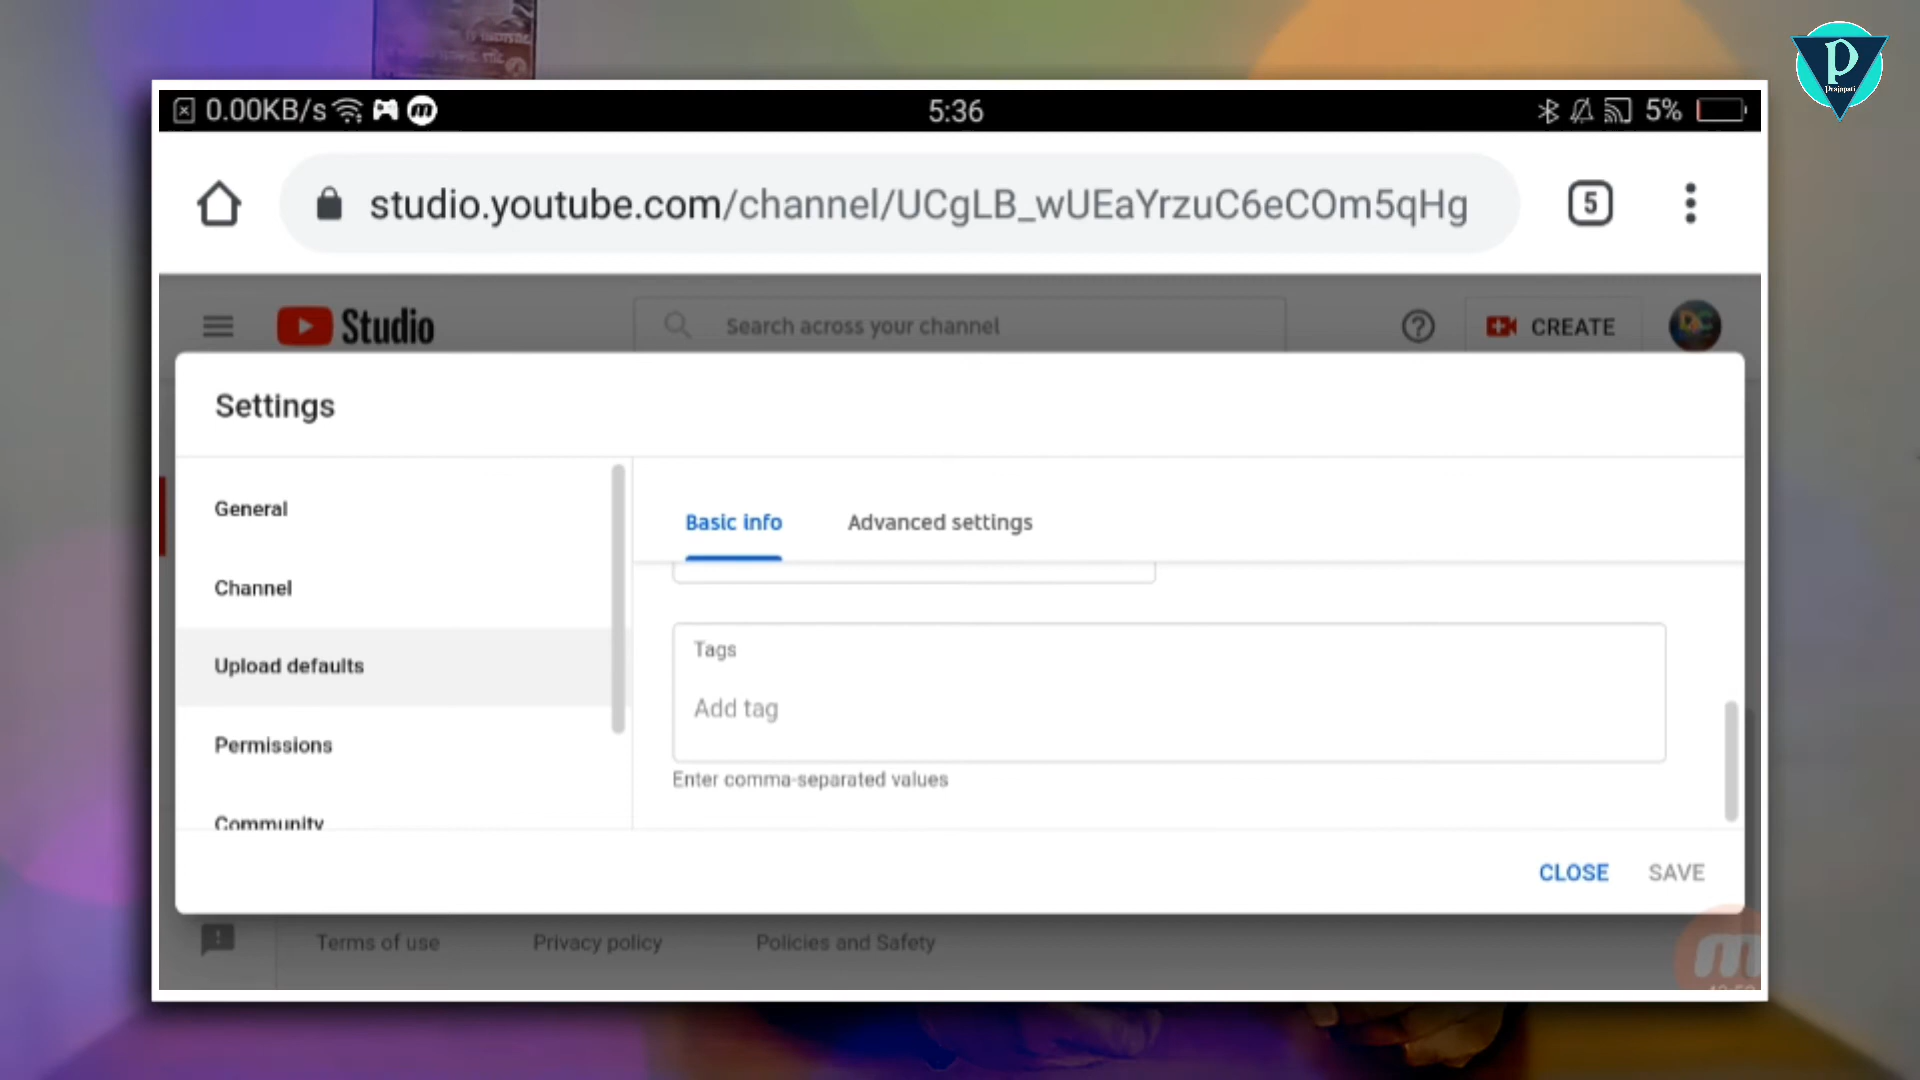 0.00KB/s
5:36
5%
studio.youtube.com/channel/UCgLB_wUEaYrzuC6eCOm5qHg
5
Studio
Search across your channel
CREATE
Settings
General
Channel
Upload defaults
Permissions
Community
Basic info
Advanced settings
Tags
Add tag
Enter comma-separated values
CLOSE
SAVE
Terms of use
Privacy policy
Policies and Safety
P
Prajapati